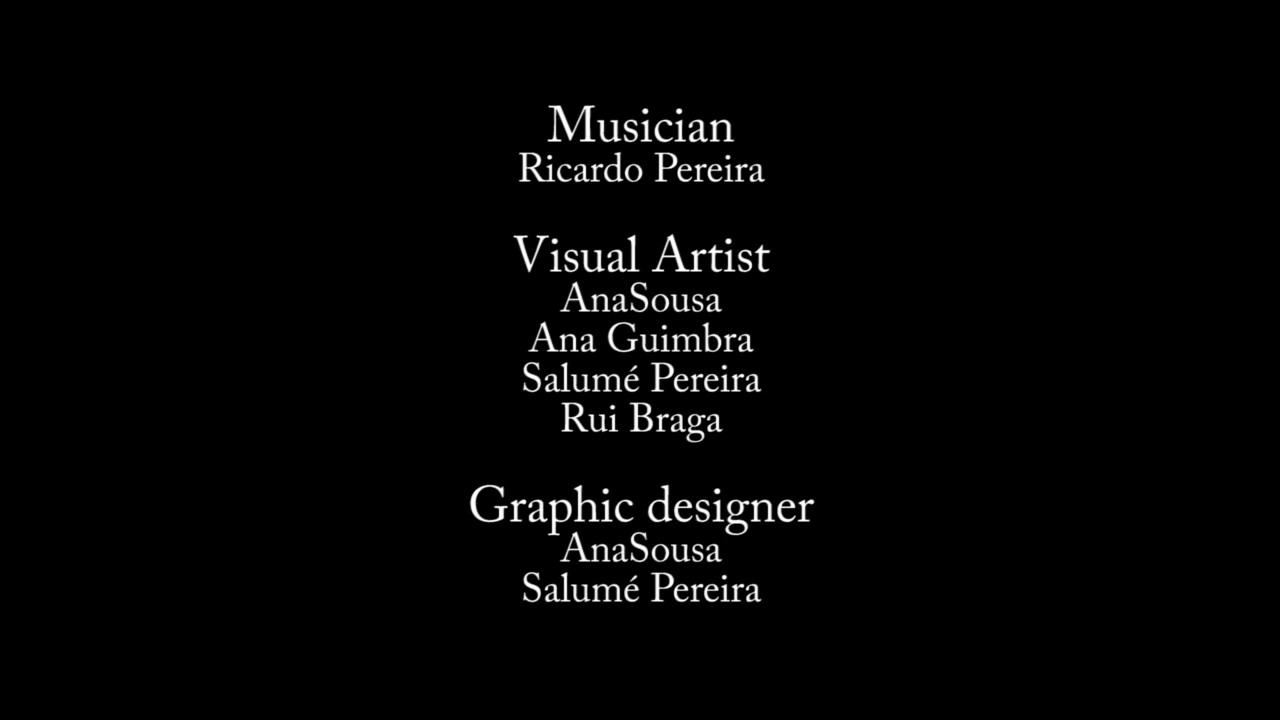 Musician
Ricardo Pereira
Visual Artist
AnaSousa
Ana Guimbra
Salumé Pereira
Rui Braga
Graphic designer
AnaSousa
Salumé Pereira